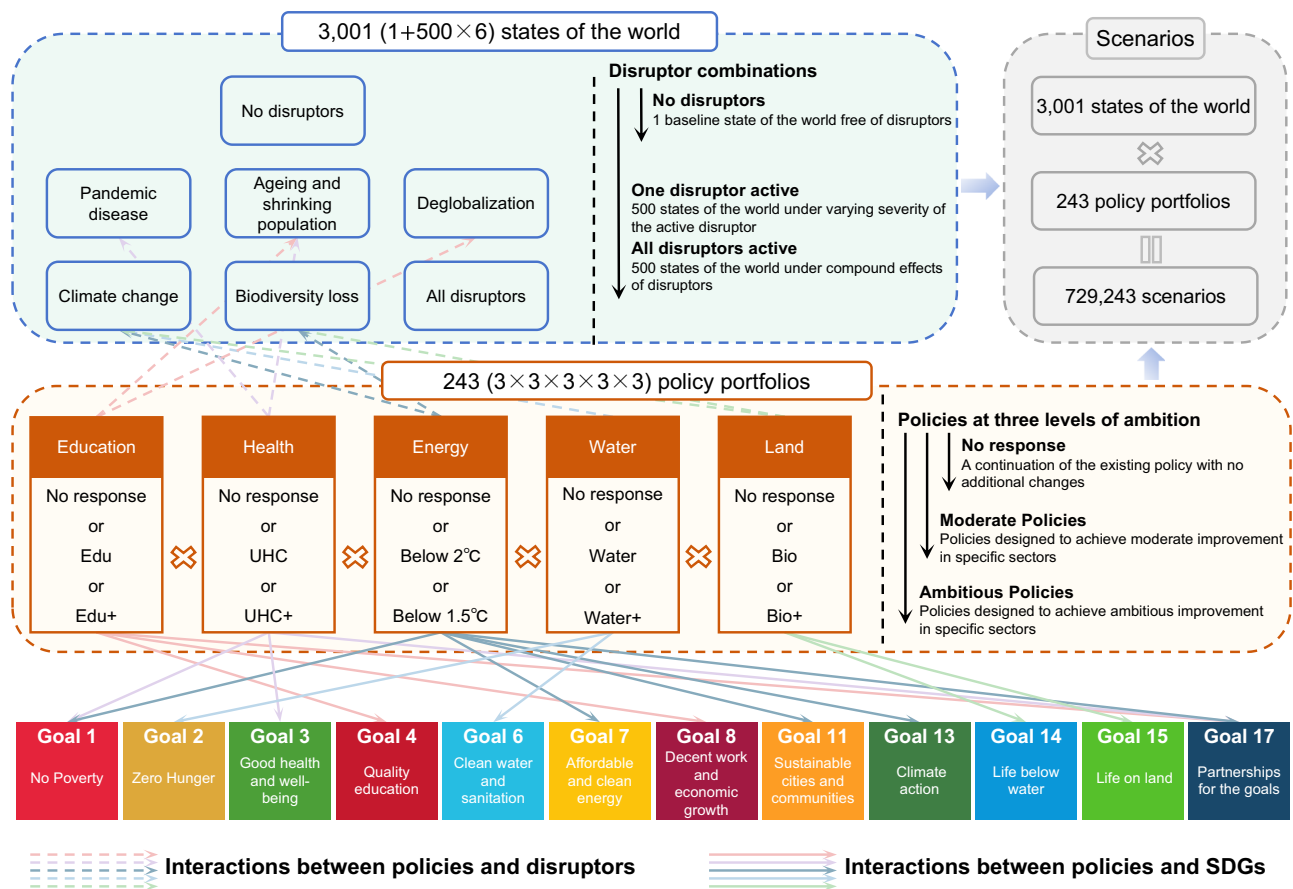 3,001 (1+500×6) states of the world
No disruptors
Pandemic
disease
Ageing and
shrinking
population
Deglobalization
Climate change
Biodiversity loss
All disruptors
Disruptor combinations
No disruptors
1 baseline state of the world free of disruptors
One disruptor active
500 states of the world under varying severity of
the active disruptor
All disruptors active
500 states of the world under compound effects
of disruptors
Scenarios
3,001 states of the world
243 policy portfolios
729,243 scenarios
243 (3×3×3×3×3) policy portfolios
Education
No response
or
Edu
or
Edu+
Health
No response
or
UHC
or
UHC+
Energy
No response
or
Below 2℃
or
Below 1.5℃
Water
No response
or
Water
or
Water+
Land
No response
or
Bio
or
Bio+
Policies at three levels of ambition
No response
A continuation of the existing policy with no
additional changes
Moderate Policies
Policies designed to achieve moderate improvement
in specific sectors
Ambitious Policies
Policies designed to achieve ambitious improvement
in specific sectors
Goal 1
No Poverty
Goal 2
Zero Hunger
Goal 3
Good health
and well-
being
Goal 4
Quality
education
Goal 6
Clean water
and
sanitation
Goal 7
Affordable
and clean
energy
Goal 8
Decent work
and
economic
growth
Goal 11
Sustainable
cities and
communities
Goal 13
Climate
action
Goal 14
Life below
water
Goal 15
Life on land
Goal 17
Partnerships
for the goals
Interactions between policies and disruptors
Interactions between policies and SDGs